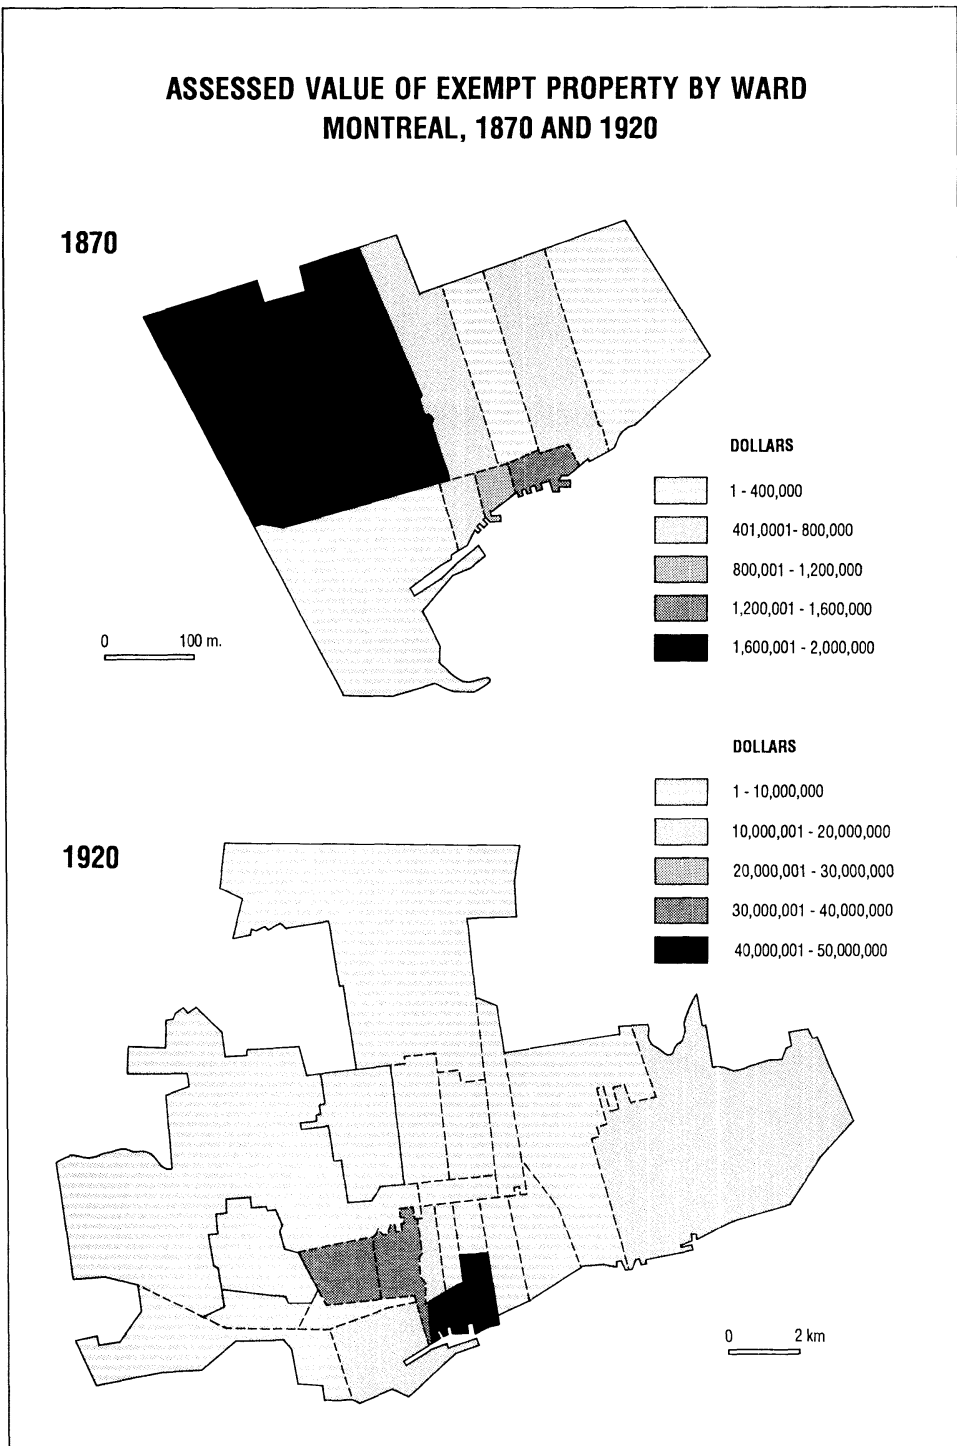 ASSESSED VALUE OF EXEMPT PROPERTY BY WARD
MONTREAL, 1870 AND 1920
1870
DOLLARS
1 - 400,000
401,0001- 800,000
800,001 - 1,200,000
1,200,001 - 1,600,000
1,600,001 - 2,000,000
0 100 m.
DOLLARS
1 - 10,000,000
10,000,001 - 20,000,000
20,000,001 - 30,000,000
30,000,001 - 40,000,000
40,000,001 - 50,000,000
1920
0 2 km